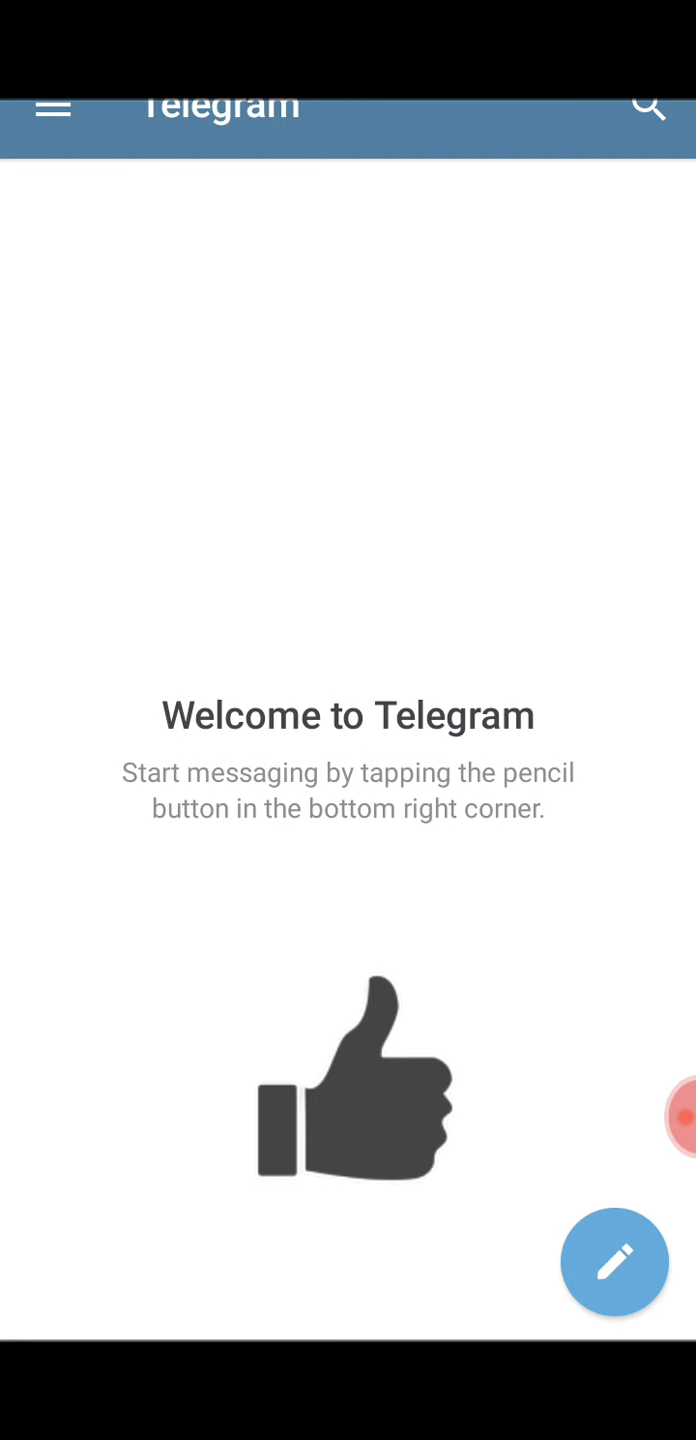 Telegram
Welcome to Telegram
Start messaging by tapping the pencil
button in the bottom right corner.